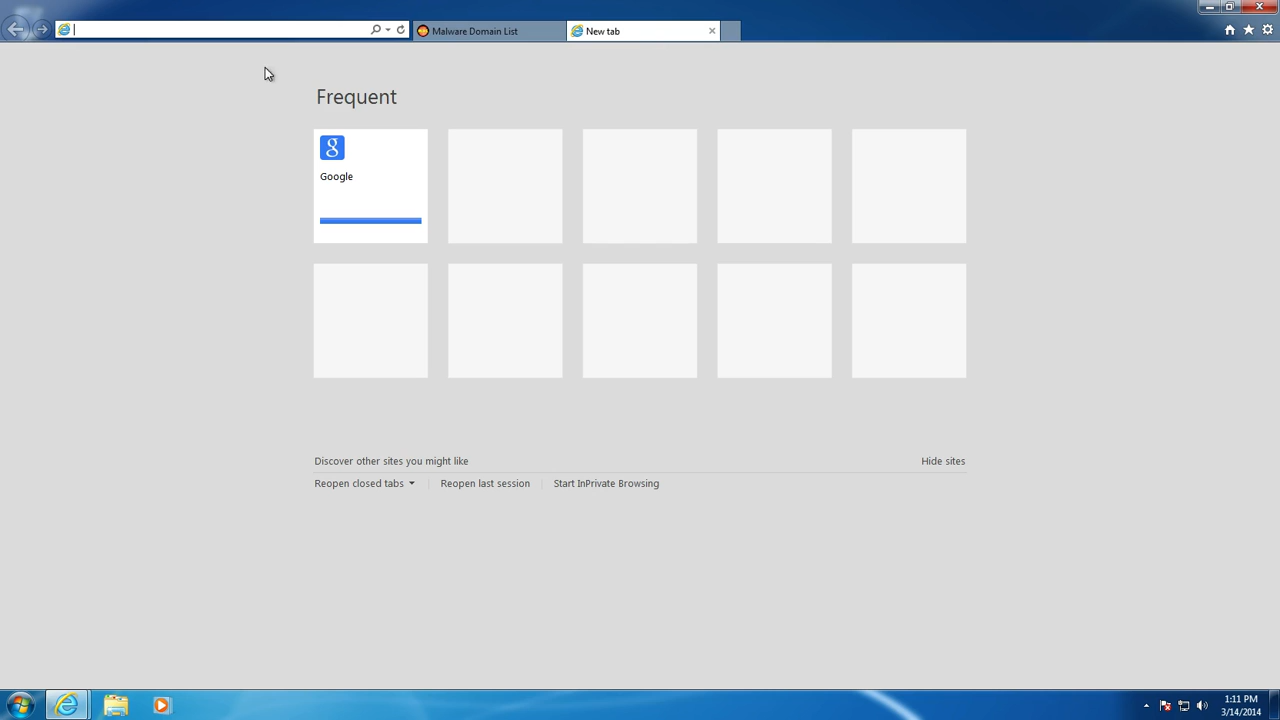 Malware Domain List
New tab
Frequent
g
Google
Discover other sites you might like
Hide sites
Reopen closed tabs
Reopen last session
Start InPrivate Browsing
1:11 PM
3/14/2014